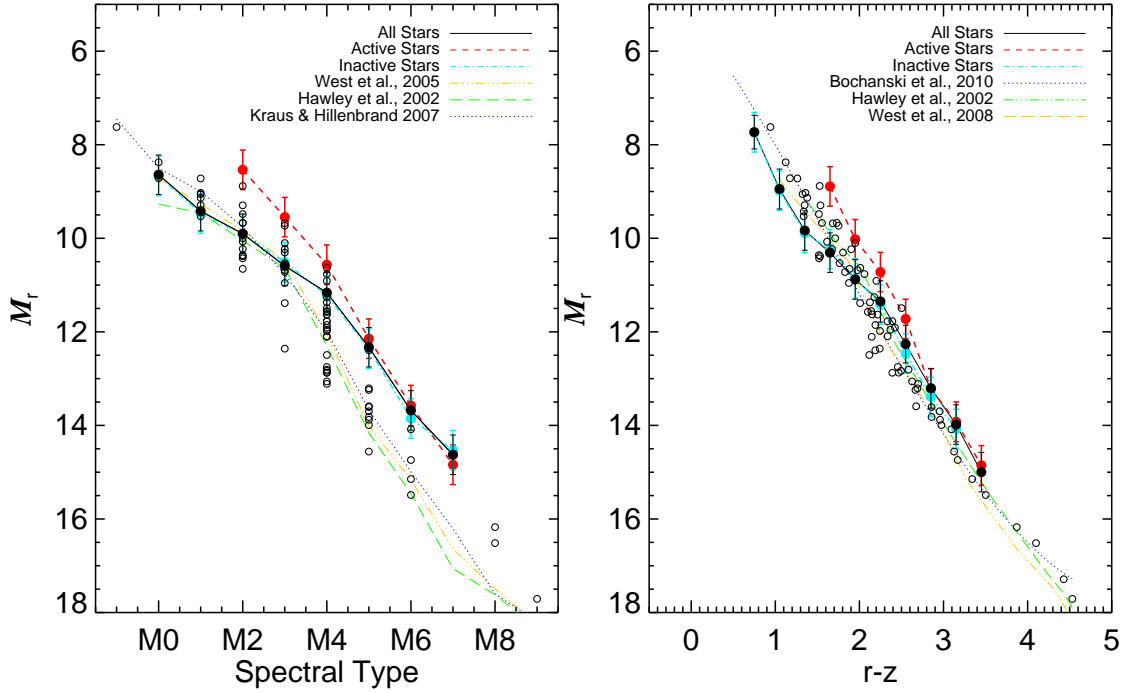 6
8
10
12
14
16
18
M_r
M0 M2 M4 M6 M8
Spectral Type
All Stars
Active Stars
Inactive Stars
West et al., 2005
Hawley et al., 2002
Kraus & Hillenbrand 2007
6
8
10
12
14
16
18
M_r
0 1 2 3 4 5
r-z
All Stars
Active Stars
Inactive Stars
Bochanski et al., 2010
Hawley et al., 2002
West et al., 2008